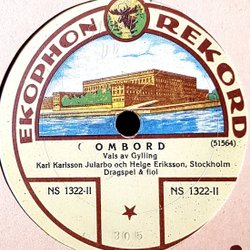 EKOPHON REKORD
(51564)
( OMBORD
Vals av Gylling
Karl Karlsson Jularbo och Helge Eriksson, Stockholm
Dragspel & fiol
NS 1322-II NS 1322-II
305